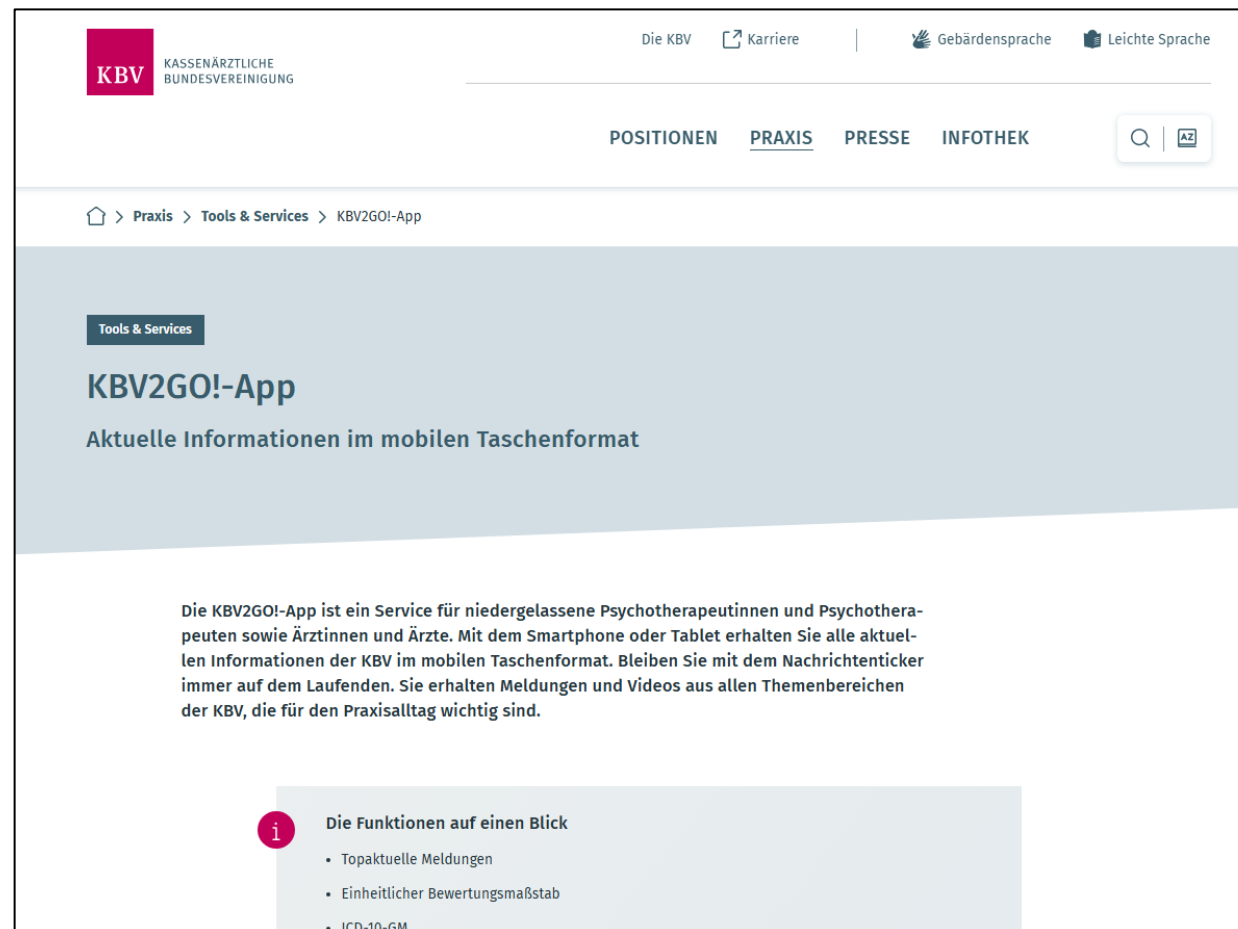 Die KBV Karriere Gebärdensprache Leichte Sprache
KBV KASSENÄRZTLICHE
BUNDESVEREINIGUNG
POSITIONEN PRAXIS PRESSE INFOTHEK AZ
> Praxis > Tools & Services > KBV2GO!-App
Tools & Services
KBV2GO!-App
Aktuelle Informationen im mobilen Taschenformat
Die KBV2GO!-App ist ein Service für niedergelassene Psychotherapeutinnen und Psychothera-
peuten sowie Ärztinnen und Ärzte. Mit dem Smartphone oder Tablet erhalten Sie alle aktuel-
len Informationen der KBV im mobilen Taschenformat. Bleiben Sie mit dem Nachrichtenticker
immer auf dem Laufenden. Sie erhalten Meldungen und Videos aus allen Themenbereichen
der KBV, die für den Praxisalltag wichtig sind.
i Die Funktionen auf einen Blick
• Topaktuelle Meldungen
• Einheitlicher Bewertungsmaßstab
• ICD-10-GM